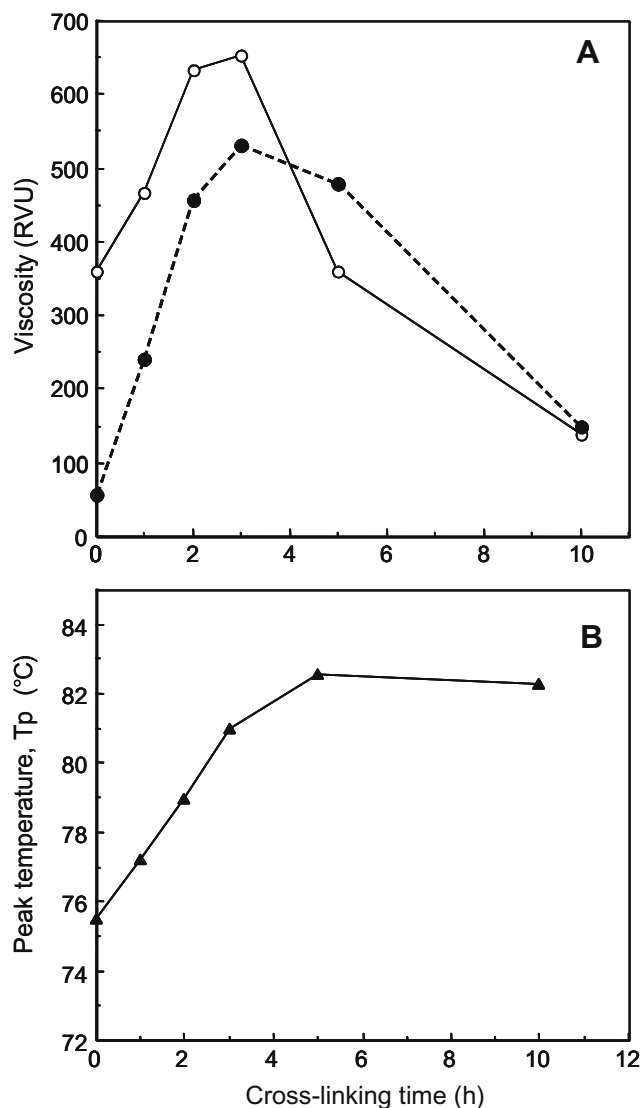 700
A
600
500
400
300
200
100
0
Viscosity (RVU)
0 2 4 6 8 10
84
B
82
80
78
76
74
72
Peak temperature, Tp (°C)
0 2 4 6 8 10 12
Cross-linking time (h)